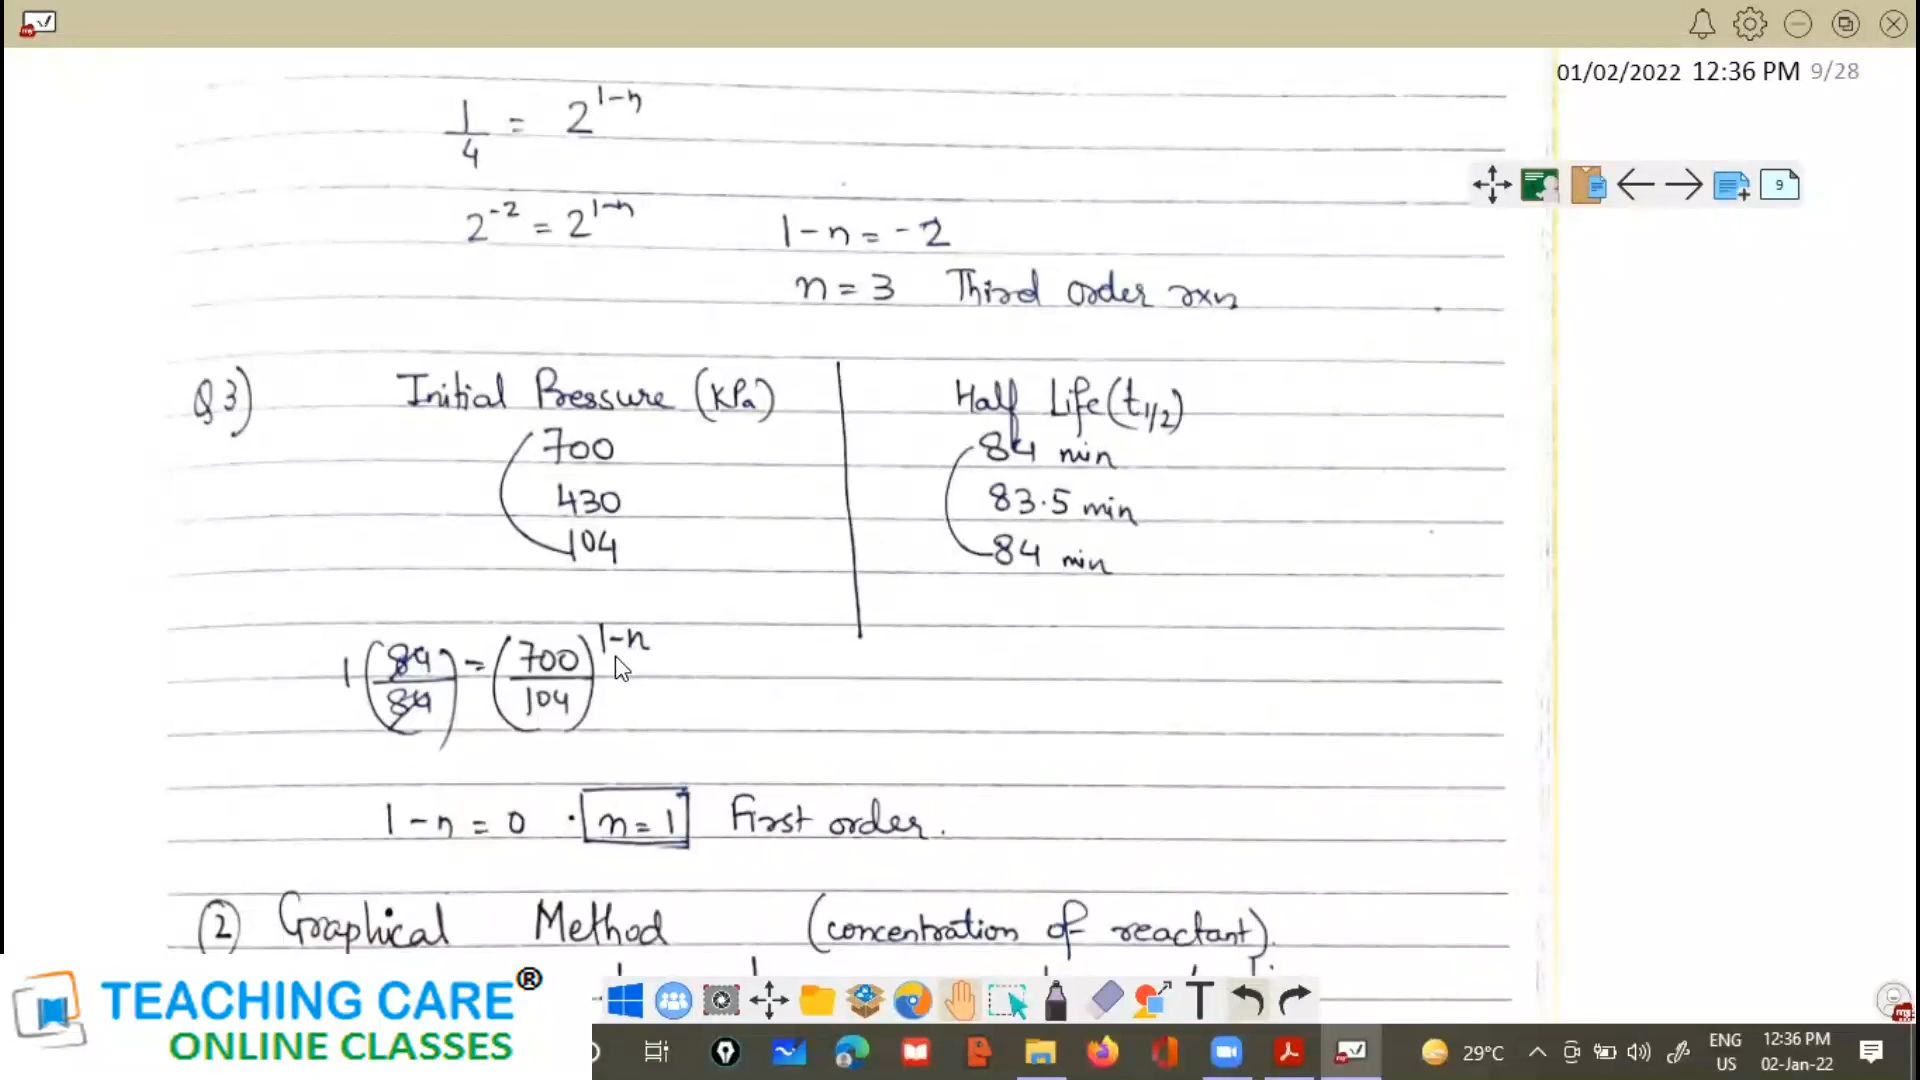 01/02/2022 12:36 PM 9/28
1/4 = 2^(1-n)
9
2^-2 = 2^(1-n) 1-n = -2
n = 3 Third order rxn
Q3) Initial Pressure (KPa) Half Life (t1/2)
700 84 min
430 83.5 min
104 84 min
1 (84/84) = (700/104)^(1-n)
1-n = 0 . n = 1 First order.
② Graphical Method (concentration of reactant).
TEACHING CARE®
ONLINE CLASSES
T
29°C ENG US 12:36 PM 02-Jan-22